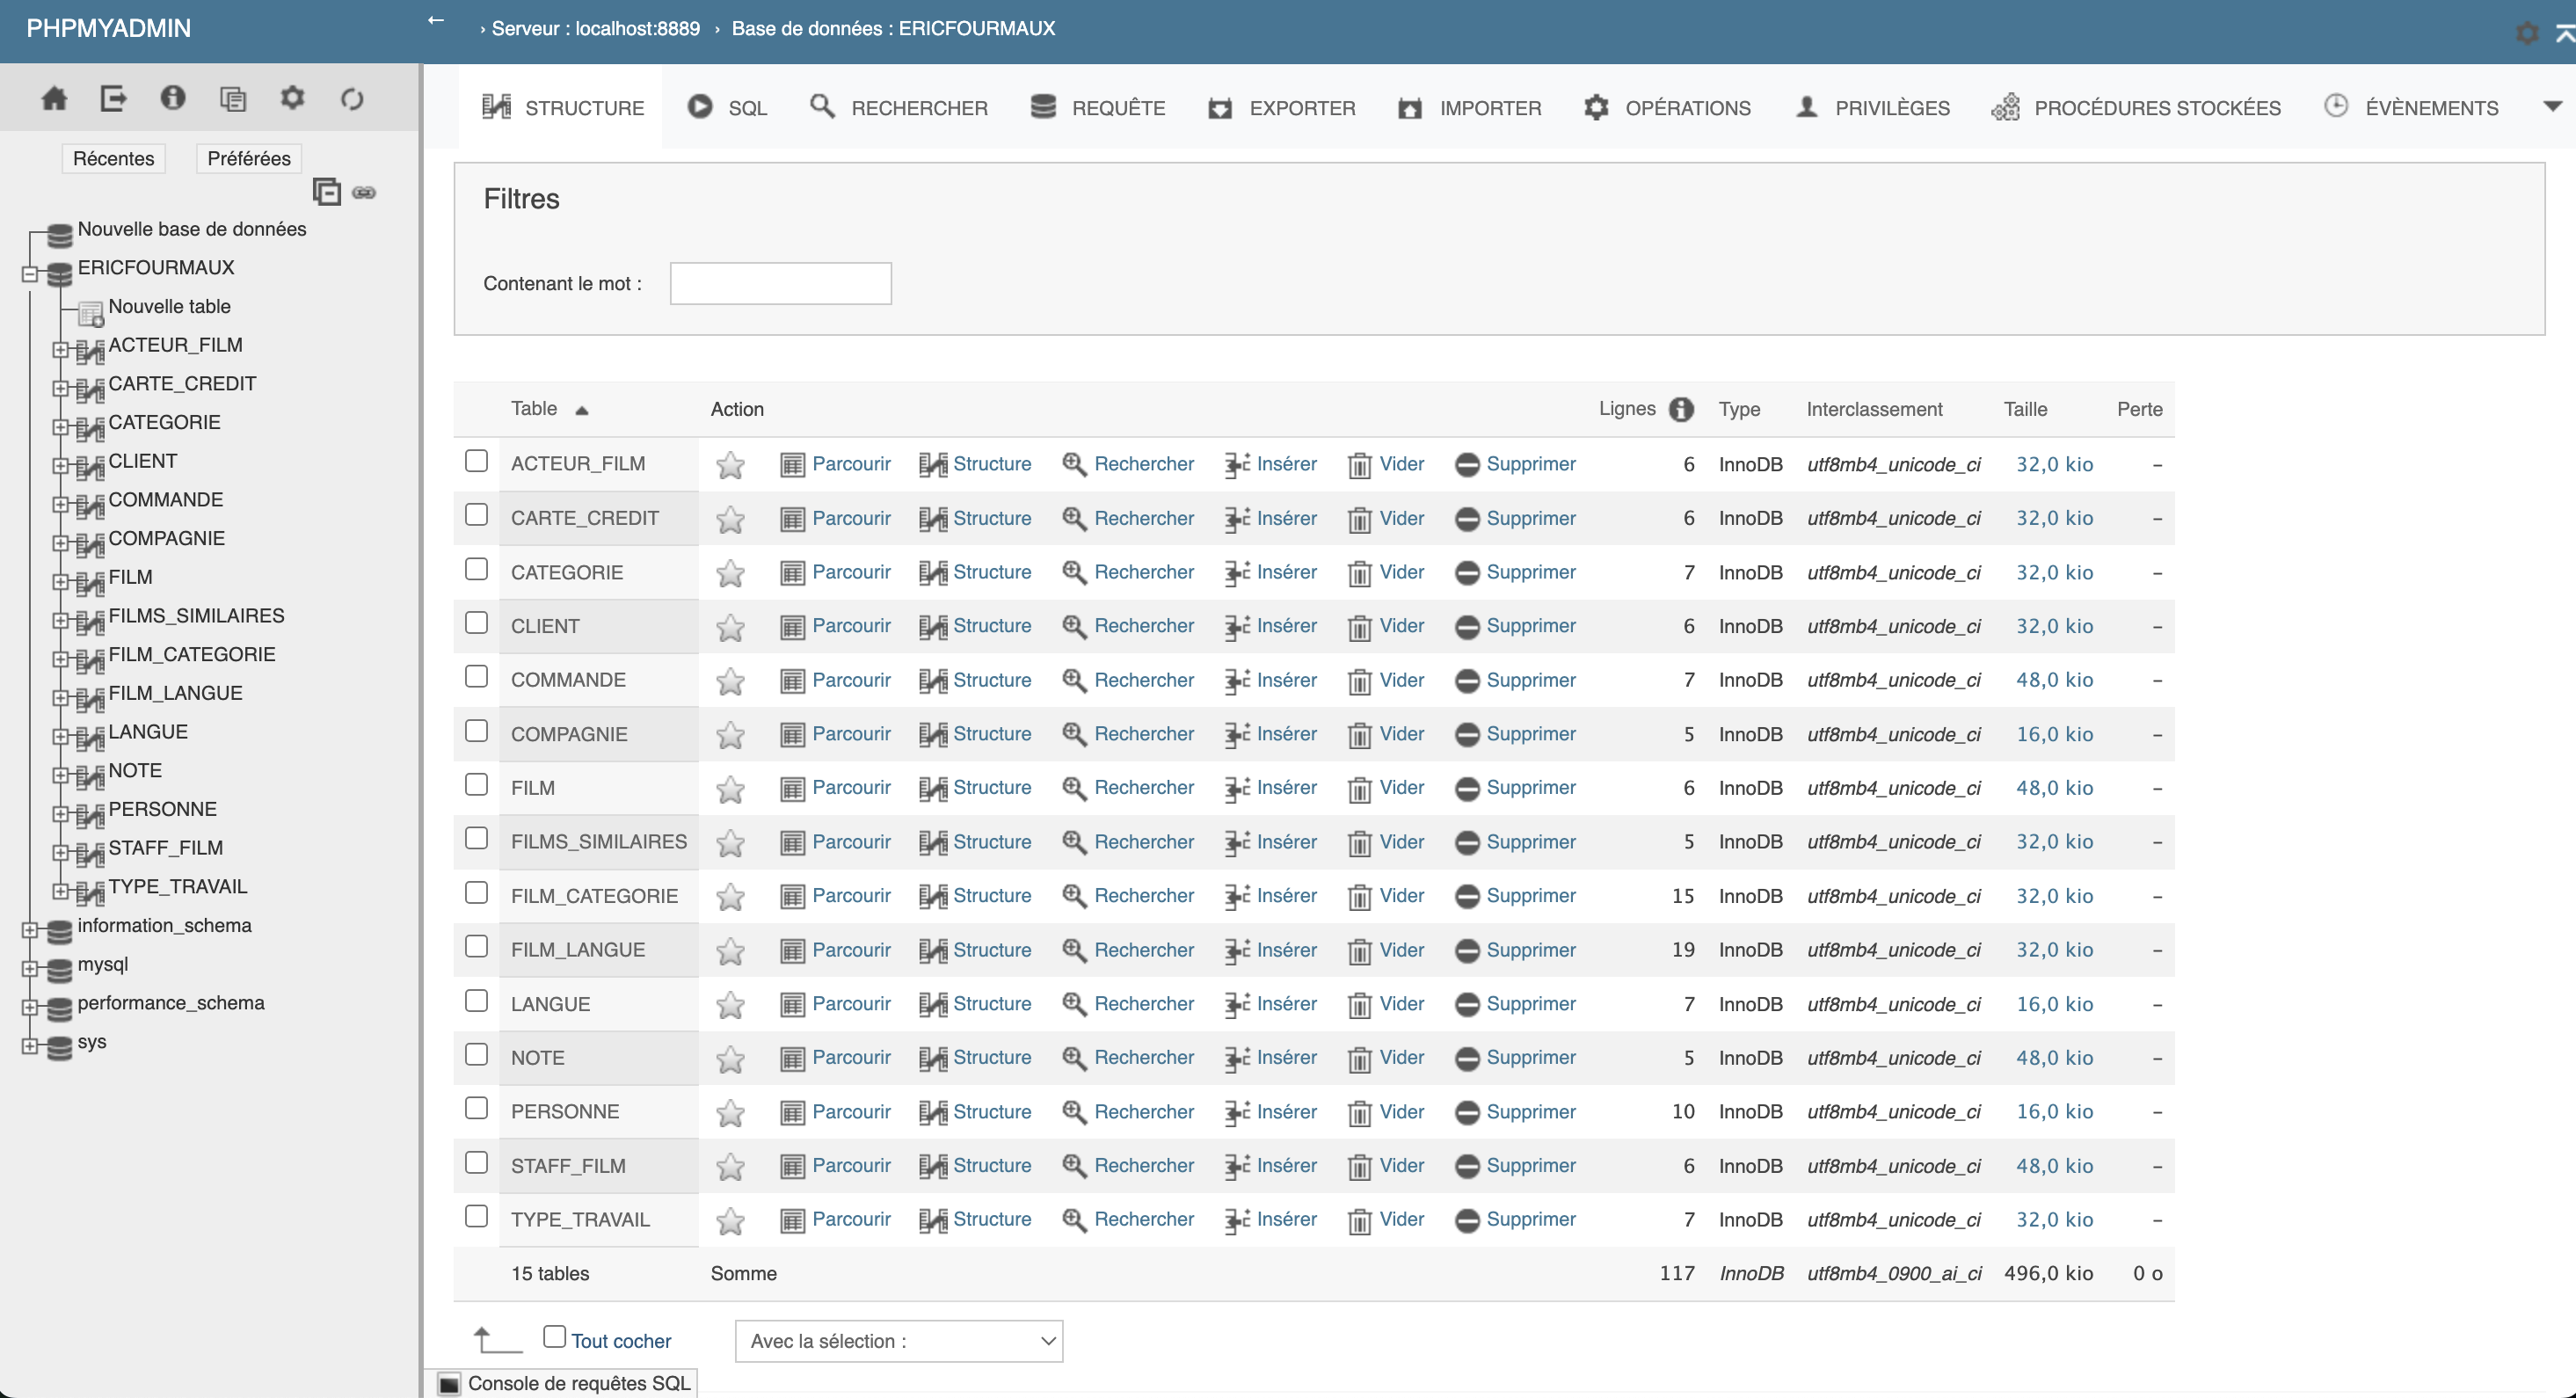 PHPMYADMIN
← › Serveur : localhost:8889 › Base de données : ERICFOURMAUX
Récentes Préférées
Nouvelle base de données
ERICFOURMAUX
Nouvelle table
ACTEUR_FILM
CARTE_CREDIT
CATEGORIE
CLIENT
COMMANDE
COMPAGNIE
FILM
FILMS_SIMILAIRES
FILM_CATEGORIE
FILM_LANGUE
LANGUE
NOTE
PERSONNE
STAFF_FILM
TYPE_TRAVAIL
information_schema
mysql
performance_schema
sys
STRUCTURE SQL RECHERCHER REQUÊTE EXPORTER IMPORTER OPÉRATIONS PRIVILÈGES PROCÉDURES STOCKÉES ÉVÈNEMENTS
Filtres
Contenant le mot :
Table Action Lignes Type Interclassement Taille Perte
ACTEUR_FILM Parcourir Structure Rechercher Insérer Vider Supprimer 6 InnoDB utf8mb4_unicode_ci 32,0 kio –
CARTE_CREDIT Parcourir Structure Rechercher Insérer Vider Supprimer 6 InnoDB utf8mb4_unicode_ci 32,0 kio –
CATEGORIE Parcourir Structure Rechercher Insérer Vider Supprimer 7 InnoDB utf8mb4_unicode_ci 32,0 kio –
CLIENT Parcourir Structure Rechercher Insérer Vider Supprimer 6 InnoDB utf8mb4_unicode_ci 32,0 kio –
COMMANDE Parcourir Structure Rechercher Insérer Vider Supprimer 7 InnoDB utf8mb4_unicode_ci 48,0 kio –
COMPAGNIE Parcourir Structure Rechercher Insérer Vider Supprimer 5 InnoDB utf8mb4_unicode_ci 16,0 kio –
FILM Parcourir Structure Rechercher Insérer Vider Supprimer 6 InnoDB utf8mb4_unicode_ci 48,0 kio –
FILMS_SIMILAIRES Parcourir Structure Rechercher Insérer Vider Supprimer 5 InnoDB utf8mb4_unicode_ci 32,0 kio –
FILM_CATEGORIE Parcourir Structure Rechercher Insérer Vider Supprimer 15 InnoDB utf8mb4_unicode_ci 32,0 kio –
FILM_LANGUE Parcourir Structure Rechercher Insérer Vider Supprimer 19 InnoDB utf8mb4_unicode_ci 32,0 kio –
LANGUE Parcourir Structure Rechercher Insérer Vider Supprimer 7 InnoDB utf8mb4_unicode_ci 16,0 kio –
NOTE Parcourir Structure Rechercher Insérer Vider Supprimer 5 InnoDB utf8mb4_unicode_ci 48,0 kio –
PERSONNE Parcourir Structure Rechercher Insérer Vider Supprimer 10 InnoDB utf8mb4_unicode_ci 16,0 kio –
STAFF_FILM Parcourir Structure Rechercher Insérer Vider Supprimer 6 InnoDB utf8mb4_unicode_ci 48,0 kio –
TYPE_TRAVAIL Parcourir Structure Rechercher Insérer Vider Supprimer 7 InnoDB utf8mb4_unicode_ci 32,0 kio –
15 tables Somme 117 InnoDB utf8mb4_0900_ai_ci 496,0 kio 0 o
Tout cocher Avec la sélection :
Console de requêtes SQL